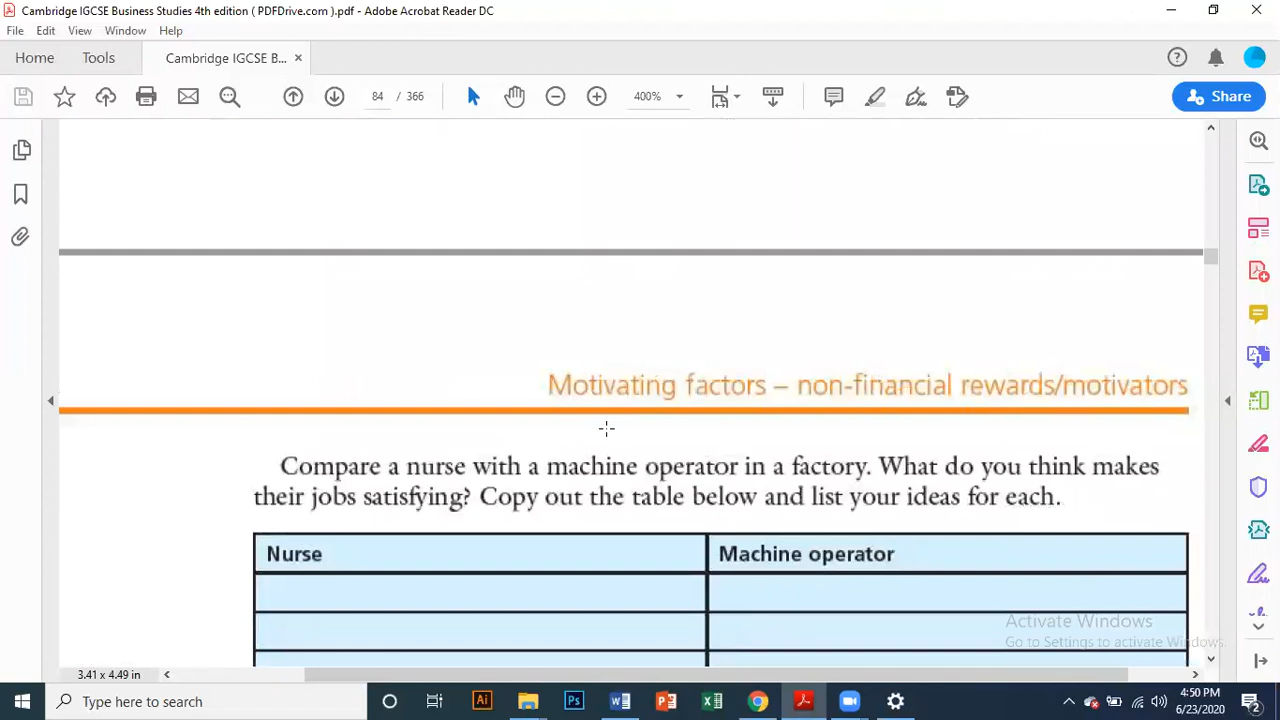 Cambridge IGCSE Business Studies 4th edition ( PDFDrive.com ).pdf - Adobe Acrobat Reader DC
File Edit View Window Help
Home Tools Cambridge IGCSE B... ×
84 / 366 400% Share
Motivating factors – non-financial rewards/motivators
Compare a nurse with a machine operator in a factory. What do you think makes
their jobs satisfying? Copy out the table below and list your ideas for each.
Nurse Machine operator
Activate Windows
Go to Settings to activate Windows.
3.41 x 4.49 in
Type here to search
4:50 PM
6/23/2020
2